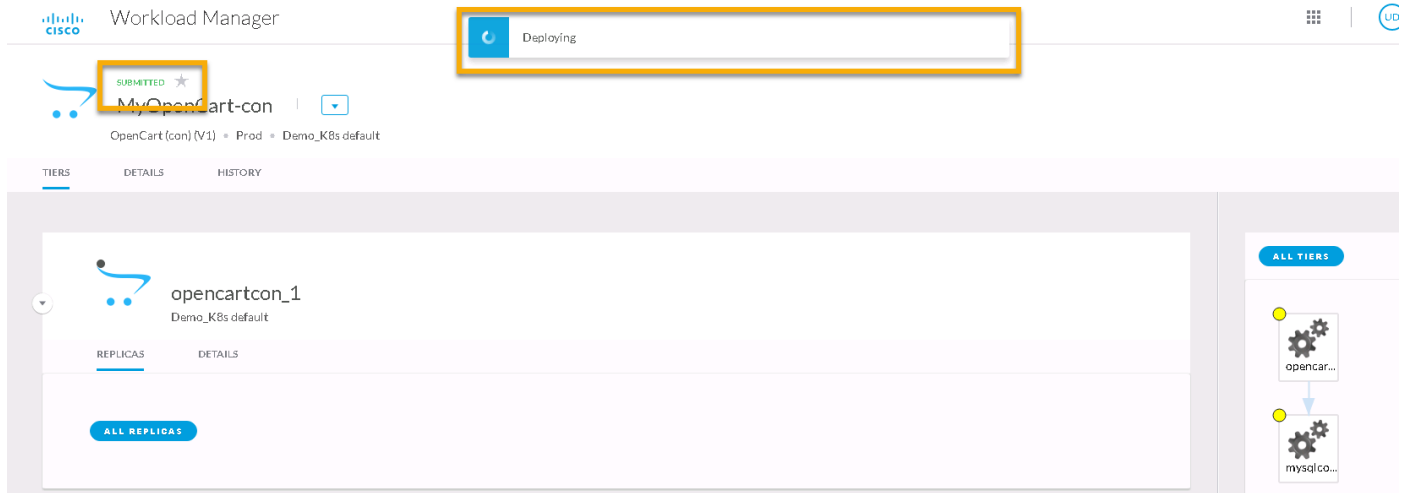 CISCO
Workload Manager
Deploying
UD
SUBMITTED
MyOpenCart-con
OpenCart (con) (V1) • Prod • Demo_K8s default
TIERS DETAILS HISTORY
opencartcon_1
Demo_K8s default
REPLICAS DETAILS
ALL REPLICAS
ALL TIERS
opencar...
mysqlco...